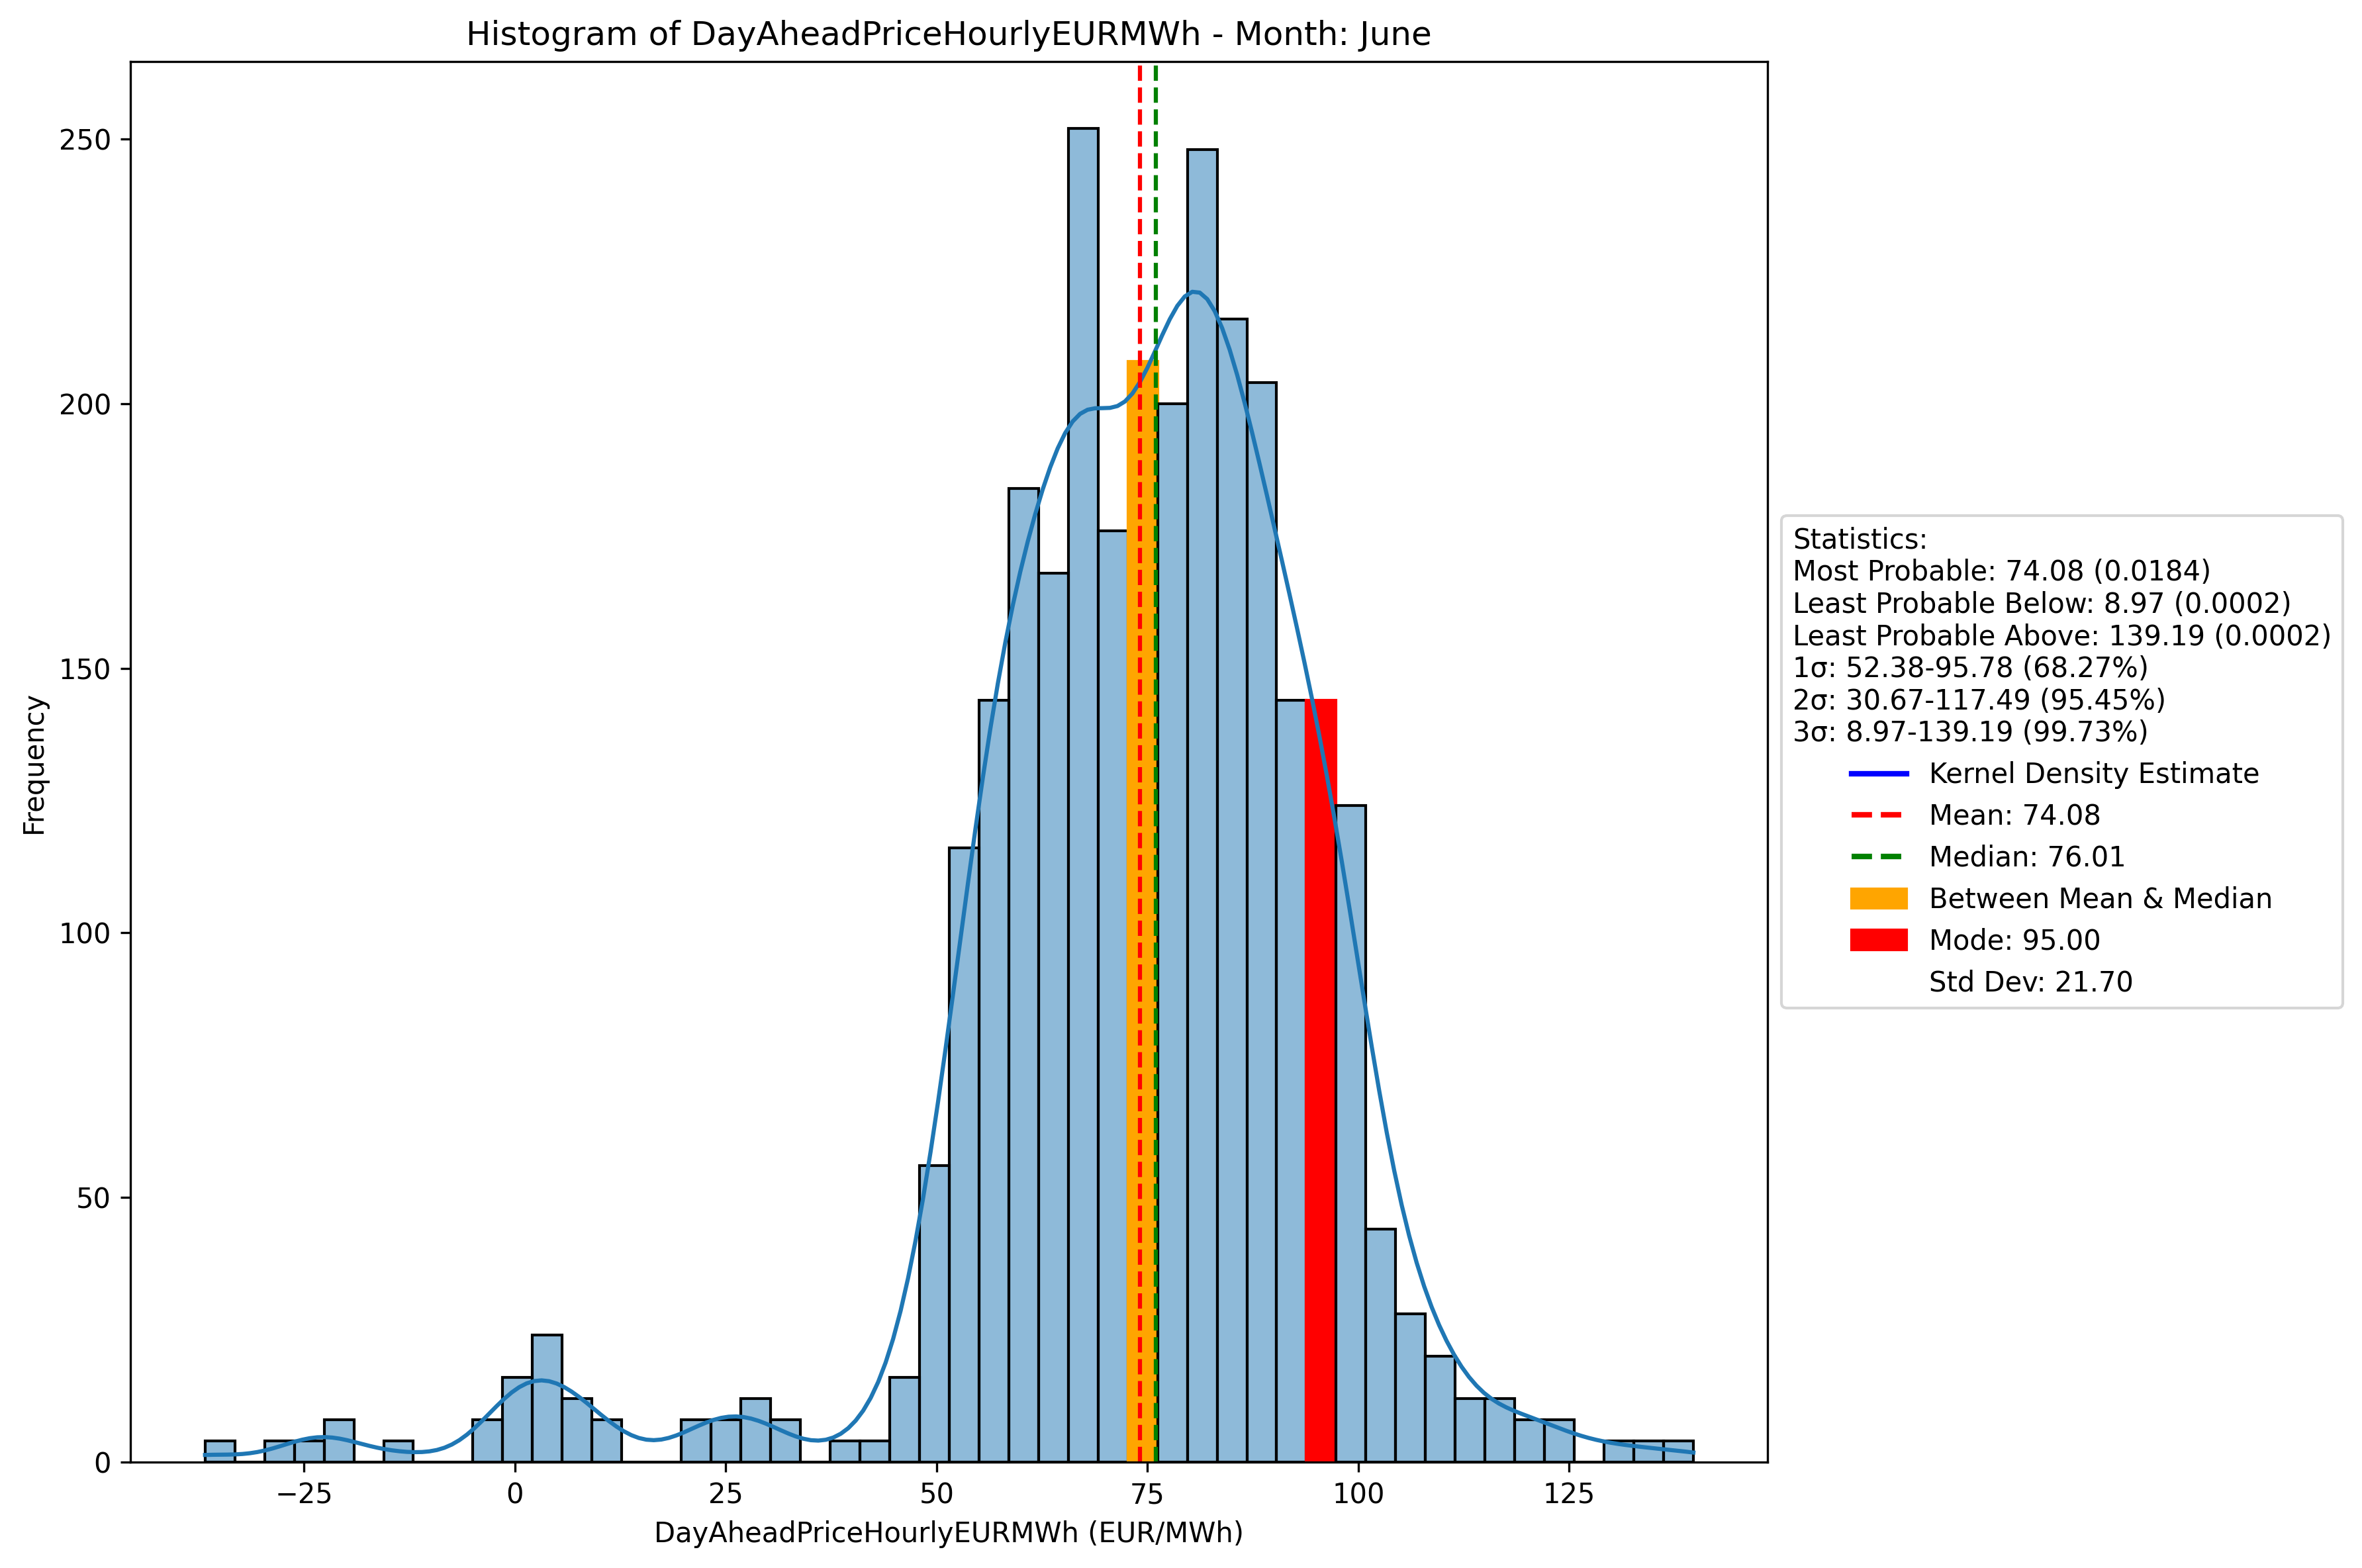 Histogram of DayAheadPriceHourlyEURMWh - Month: June
Frequency
250
200
150
100
50
0
−25
0
25
50
75
100
125
DayAheadPriceHourlyEURMWh (EUR/MWh)
Statistics:
Most Probable: 74.08 (0.0184)
Least Probable Below: 8.97 (0.0002)
Least Probable Above: 139.19 (0.0002)
1σ: 52.38-95.78 (68.27%)
2σ: 30.67-117.49 (95.45%)
3σ: 8.97-139.19 (99.73%)
Kernel Density Estimate
Mean: 74.08
Median: 76.01
Between Mean & Median
Mode: 95.00
Std Dev: 21.70